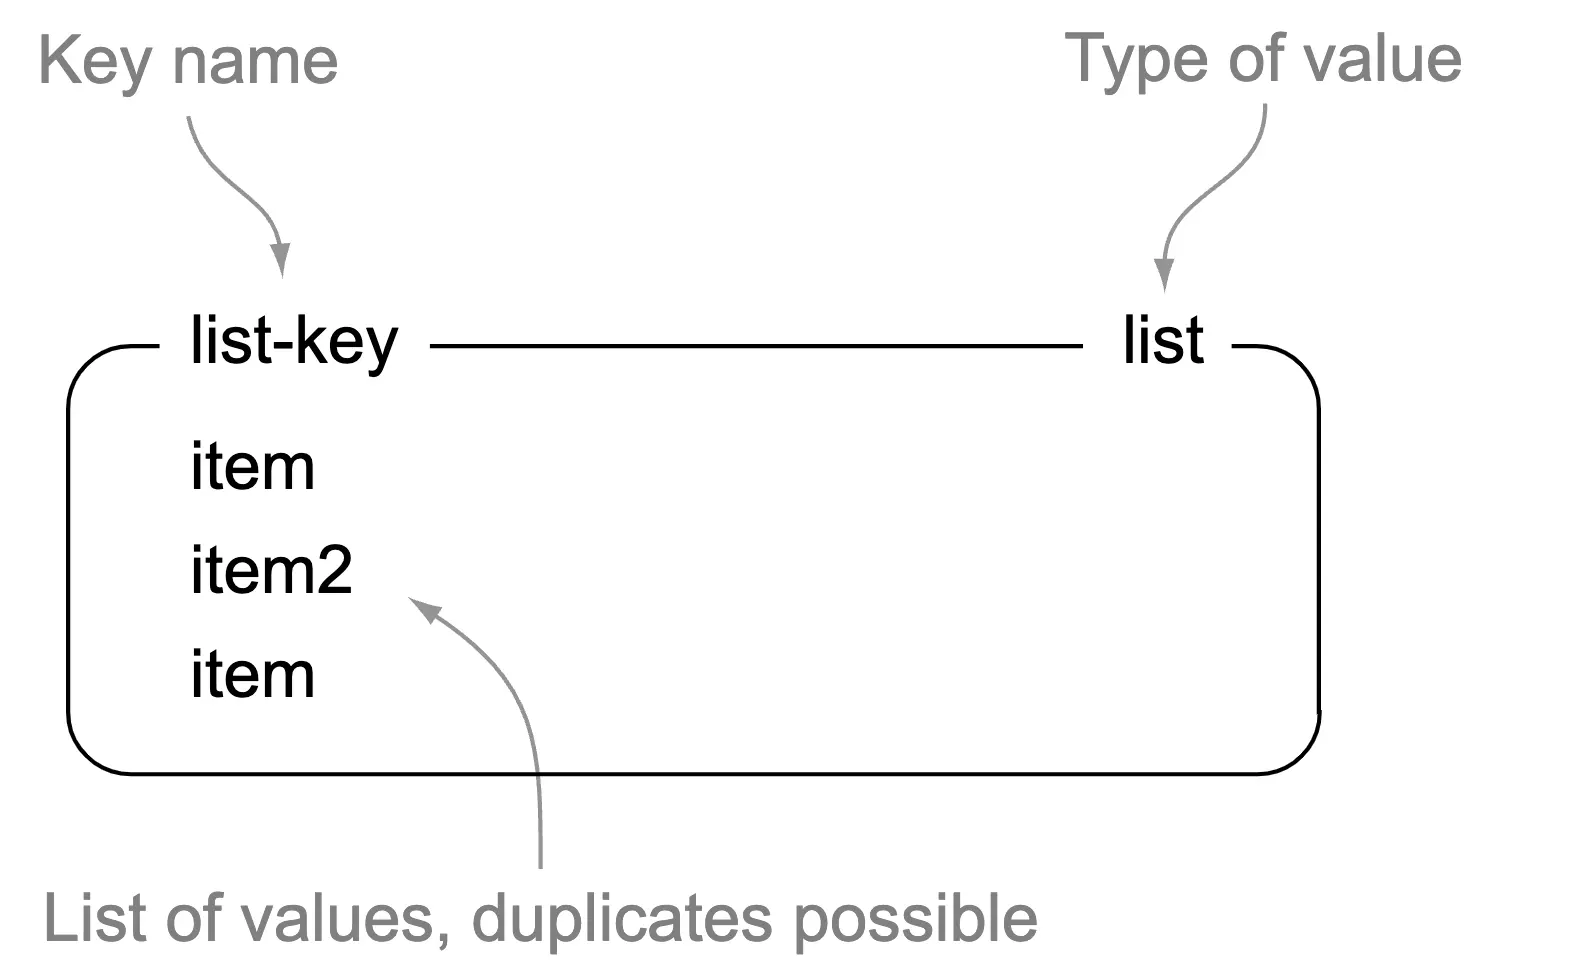 Key name
Type of value
list-key
list
item
item2
item
List of values, duplicates possible